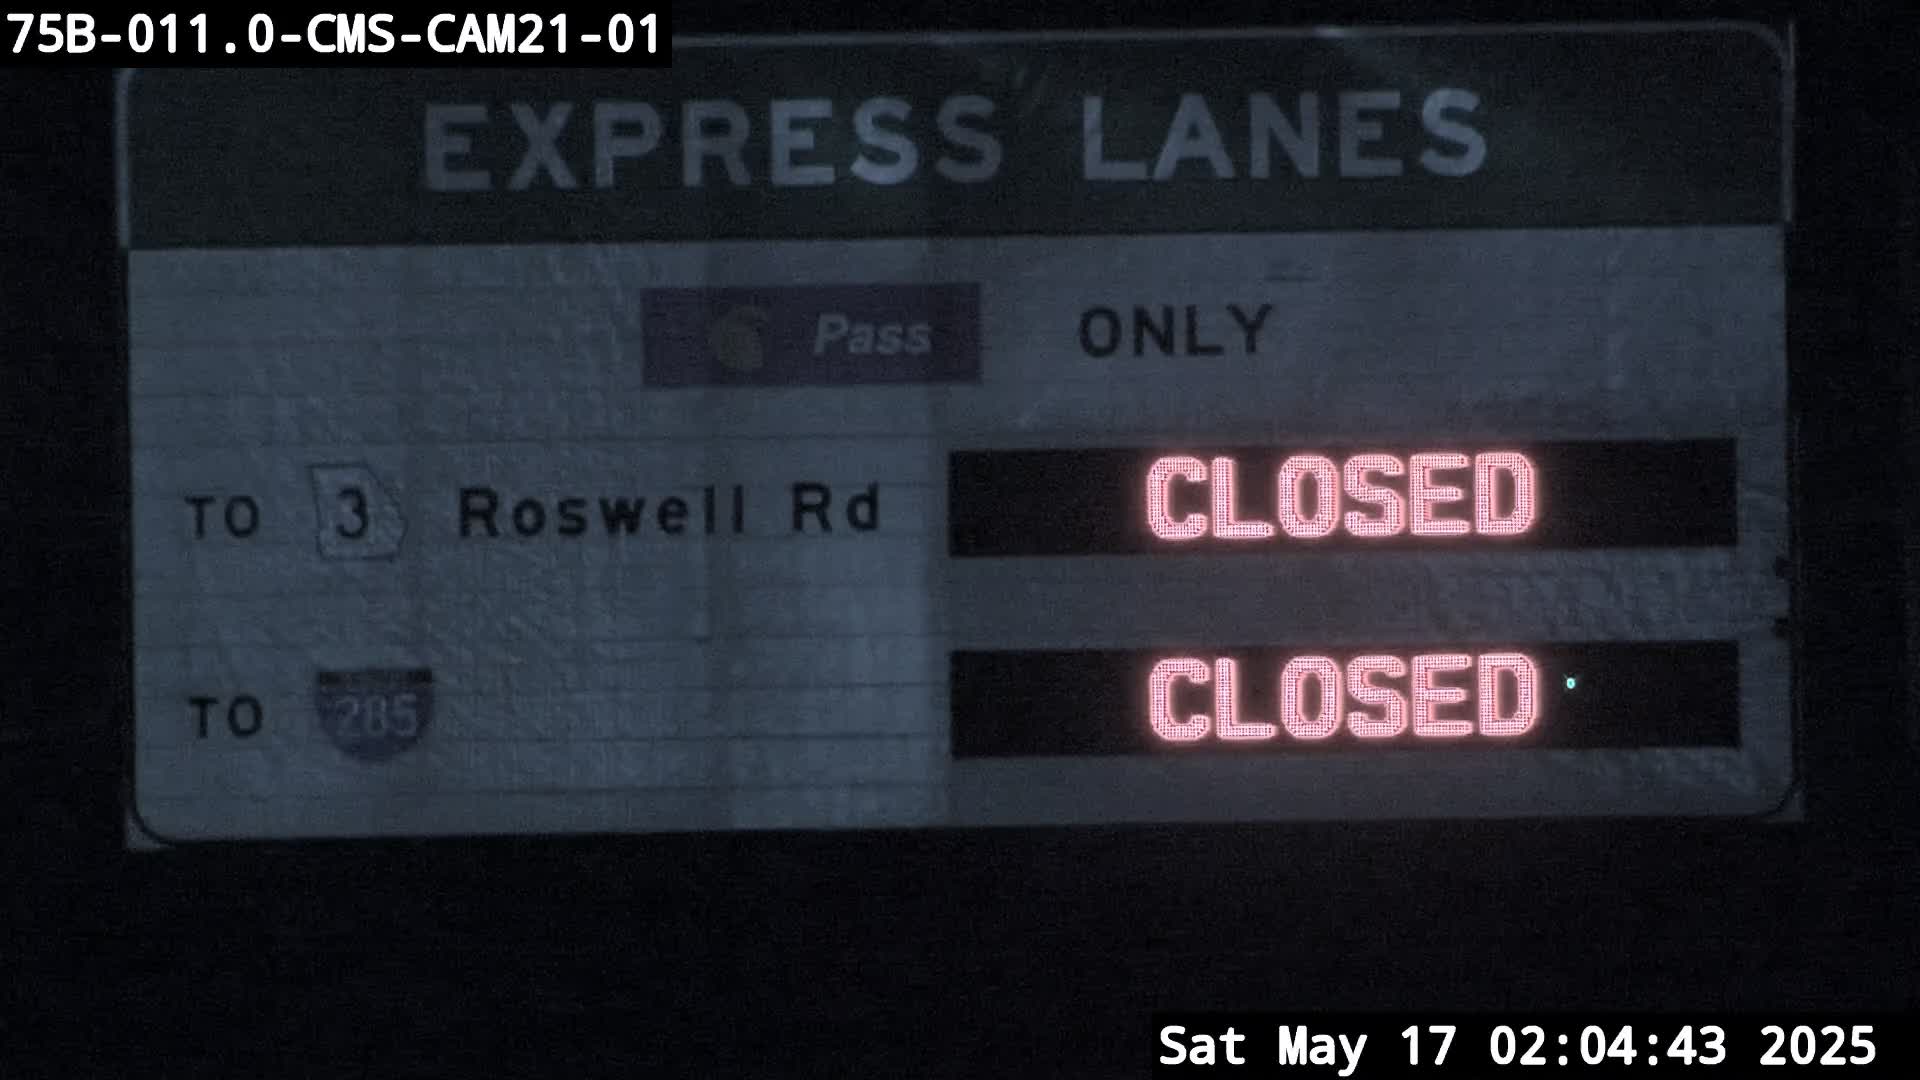 75B-011.0-CMS-CAM21-01
EXPRESS LANES
Pass ONLY
TO 3 Roswell Rd CLOSED
TO 285 CLOSED
Sat May 17 02:04:43 2025